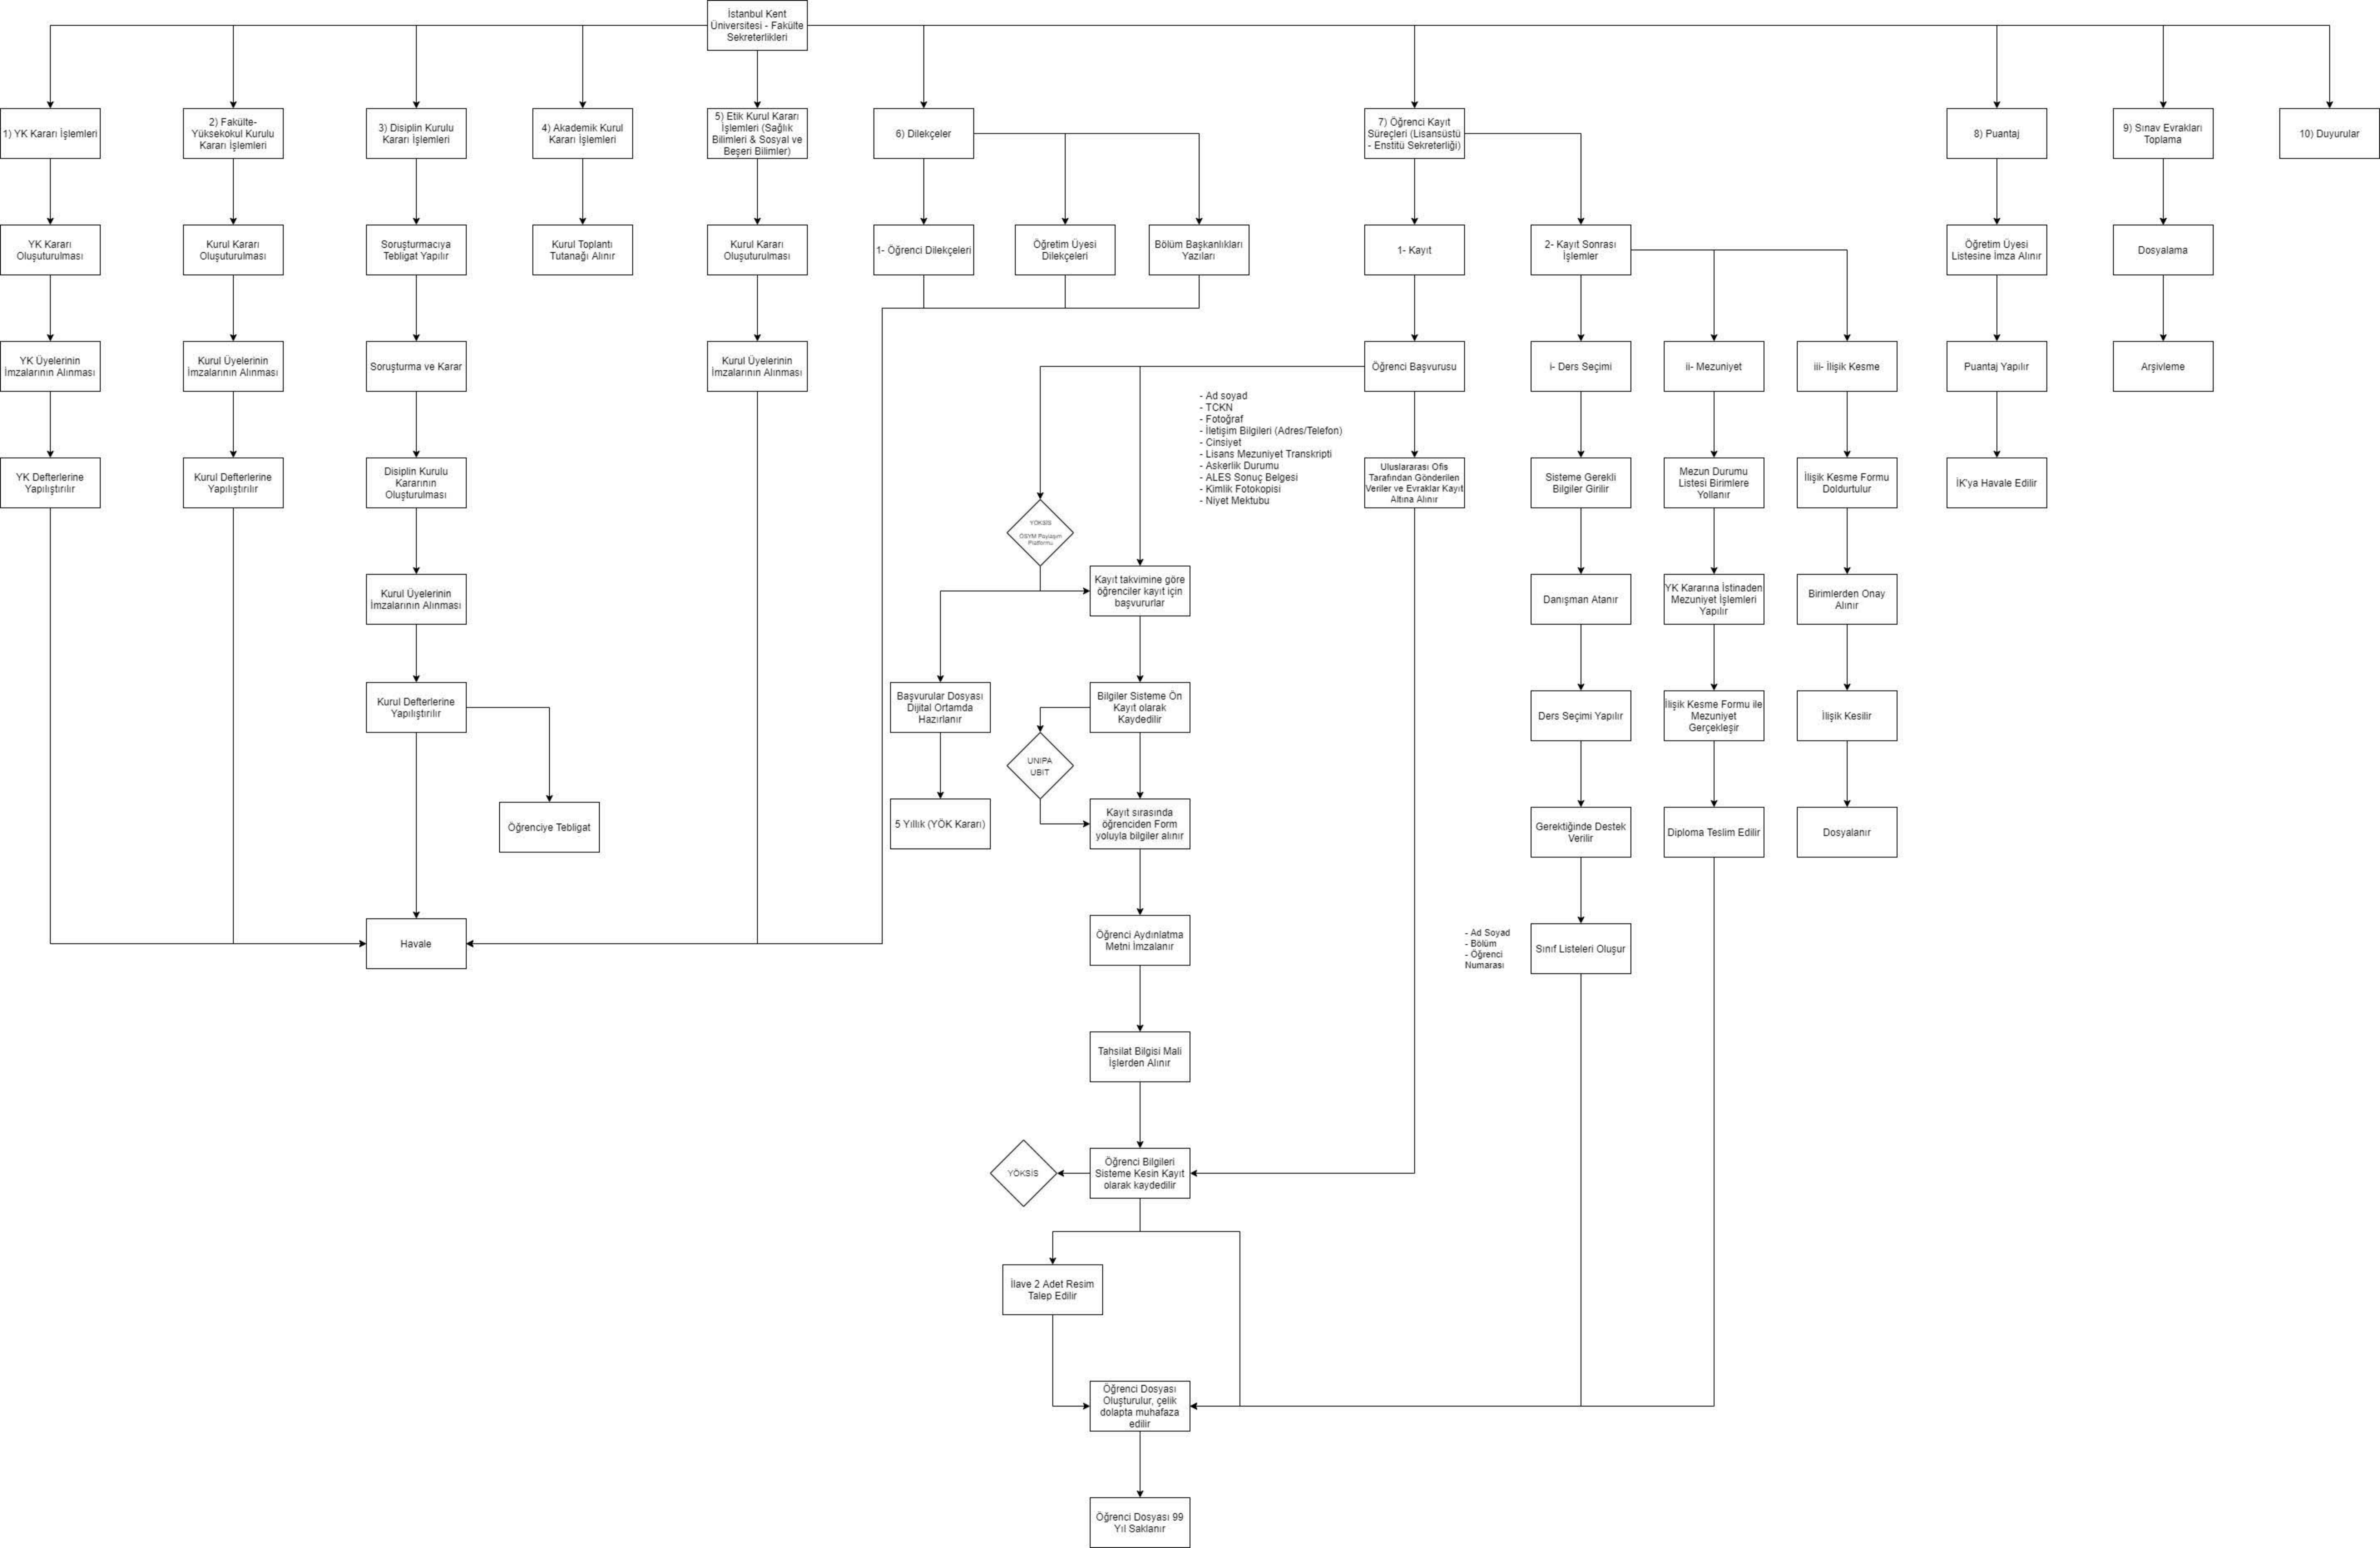 İstanbul Kent
Üniversitesi - Fakülte
Sekreterlikleri
1) YK Kararı İşlemleri
2) Fakülte-
Yüksekokul Kurulu
Kararı İşlemleri
3) Disiplin Kurulu
Kararı İşlemleri
4) Akademik Kurul
Kararı İşlemleri
5) Etik Kurul Kararı
İşlemleri (Sağlık
Bilimleri & Sosyal ve
Beşeri Bilimler)
6) Dilekçeler
7) Öğrenci Kayıt
Süreçleri (Lisansüstü
- Enstitü Sekreterliği)
8) Puantaj
9) Sınav Evrakları
Toplama
10) Duyurular
YK Kararı
Oluşuturulması
Kurul Kararı
Oluşuturulması
Soruşturmacıya
Tebligat Yapılır
Kurul Toplantı
Tutanağı Alınır
Kurul Kararı
Oluşuturulması
1- Öğrenci Dilekçeleri
Öğretim Üyesi
Dilekçeleri
Bölüm Başkanlıkları
Yazıları
1- Kayıt
2- Kayıt Sonrası
İşlemler
Öğretim Üyesi
Listesine İmza Alınır
Dosyalama
YK Üyelerinin
İmzalarının Alınması
Kurul Üyelerinin
İmzalarının Alınması
Soruşturma ve Karar
Kurul Üyelerinin
İmzalarının Alınması
Öğrenci Başvurusu
i- Ders Seçimi
ii- Mezuniyet
iii- İlişik Kesme
Puantaj Yapılır
Arşivleme
- Ad soyad
- TCKN
- Fotoğraf
- İletişim Bilgileri (Adres/Telefon)
- Cinsiyet
- Lisans Mezuniyet Transkripti
- Askerlik Durumu
- ALES Sonuç Belgesi
- Kimlik Fotokopisi
- Niyet Mektubu
YK Defterlerine
Yapılıştırılır
Kurul Defterlerine
Yapılıştırılır
Disiplin Kurulu
Kararının
Oluşturulması
Uluslararası Ofis
Tarafından Gönderilen
Veriler ve Evraklar Kayıt
Altına Alınır
Sisteme Gerekli
Bilgiler Girilir
Mezun Durumu
Listesi Birimlere
Yollanır
İlişik Kesme Formu
Doldurtulur
İK'ya Havale Edilir
YÖKSİS
ÖSYM Paylaşım
Platformu
Kurul Üyelerinin
İmzalarının Alınması
Kayıt takvimine göre
öğrenciler kayıt için
başvururlar
Danışman Atanır
YK Kararına İstinaden
Mezuniyet İşlemleri
Yapılır
Birimlerden Onay
Alınır
Kurul Defterlerine
Yapılıştırılır
Başvurular Dosyası
Dijital Ortamda
Hazırlanır
Bilgiler Sisteme Ön
Kayıt olarak
Kaydedilir
Ders Seçimi Yapılır
İlişik Kesme Formu ile
Mezuniyet
Gerçekleşir
İlişik Kesilir
UNIPA
UBIT
Öğrenciye Tebligat
5 Yıllık (YÖK Kararı)
Kayıt sırasında
öğrenciden Form
yoluyla bilgiler alınır
Gerektiğinde Destek
Verilir
Diploma Teslim Edilir
Dosyalanır
Havale
Öğrenci Aydınlatma
Metni İmzalanır
- Ad Soyad
- Bölüm
- Öğrenci
Numarası
Sınıf Listeleri Oluşur
Tahsilat Bilgisi Mali
İşlerden Alınır
YÖKSİS
Öğrenci Bilgileri
Sisteme Kesin Kayıt
olarak kaydedilir
İlave 2 Adet Resim
Talep Edilir
Öğrenci Dosyası
Oluşturulur, çelik
dolapta muhafaza
edilir
Öğrenci Dosyası 99
Yıl Saklanır